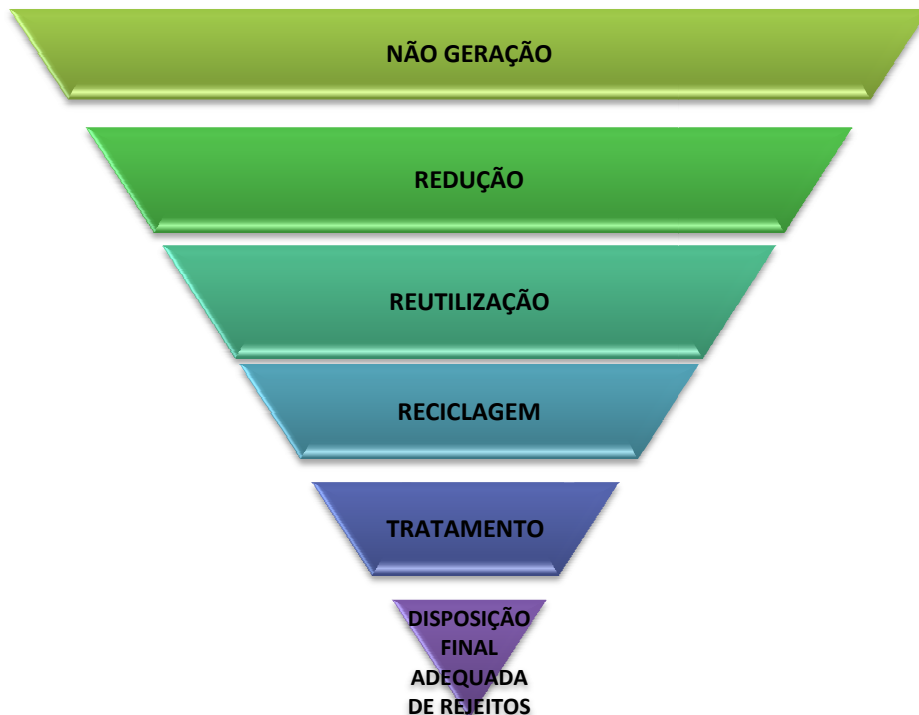 NÃO GERAÇÃO
REDUÇÃO
REUTILIZAÇÃO
RECICLAGEM
TRATAMENTO
DISPOSIÇÃO
FINAL
ADEQUADA
DE REJEITOS